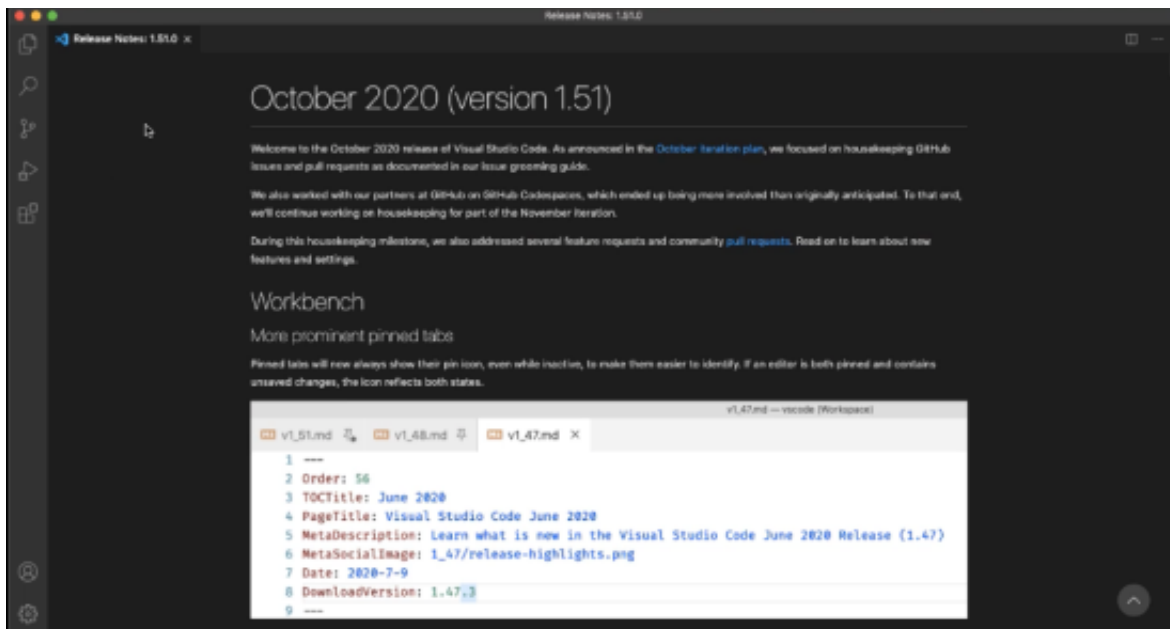 Release Notes: 1.51.0
Release Notes: 1.51.0 ×
October 2020 (version 1.51)
Welcome to the October 2020 release of Visual Studio Code. As announced in the October iteration plan, we focused on housekeeping GitHub
issues and pull requests as documented in our issue grooming guide.
We also worked with our partners at GitHub on GitHub Codespaces, which ended up being more involved than originally anticipated. To that end,
we'll continue working on housekeeping for part of the November iteration.
During this housekeeping milestone, we also addressed several feature requests and community pull requests. Read on to learn about new
features and settings.
Workbench
More prominent pinned tabs
Pinned tabs will now always show their pin icon, even while inactive, to make them easier to identify. If an editor is both pinned and contains
unsaved changes, the icon reflects both states.
v1_47.md — vscode (Workspace)
v1_51.md v1_48.md v1_47.md ×
1 ---
2 Order: 56
3 TOCTitle: June 2020
4 PageTitle: Visual Studio Code June 2020
5 MetaDescription: Learn what is new in the Visual Studio Code June 2020 Release (1.47)
6 MetaSocialImage: 1_47/release-highlights.png
7 Date: 2020-7-9
8 DownloadVersion: 1.47.3
9 ---